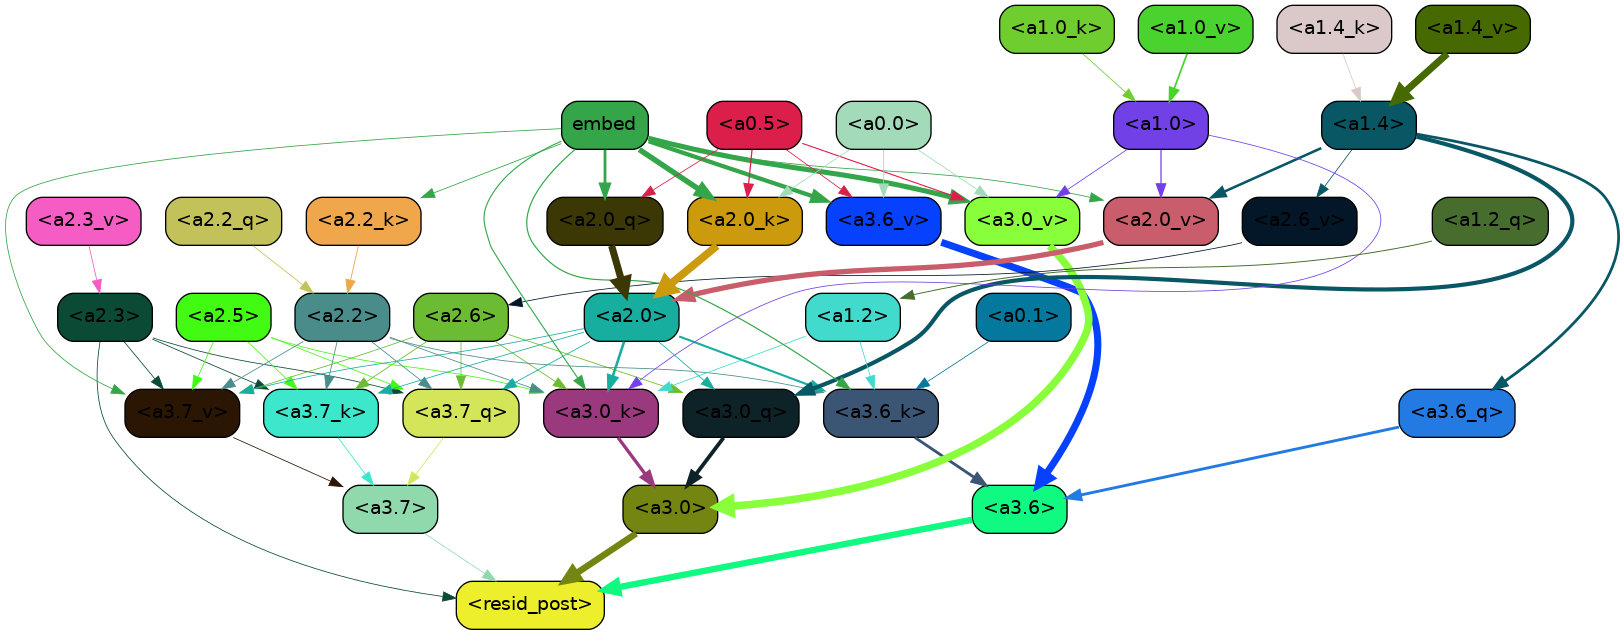 <a1.0_k> <a1.0_v> <a1.4_k> <a1.4_v>
embed <a0.5> <a0.0> <a1.0> <a1.4>
<a2.3_v> <a2.2_q> <a2.2_k> <a2.0_q> <a2.0_k> <a3.6_v> <a3.0_v> <a2.0_v> <a2.6_v> <a1.2_q>
<a2.3> <a2.5> <a2.2> <a2.6> <a2.0> <a1.2> <a0.1>
<a3.7_v> <a3.7_k> <a3.7_q> <a3.0_k> <a3.0_q> <a3.6_k> <a3.6_q>
<a3.7> <a3.0> <a3.6>
<resid_post>